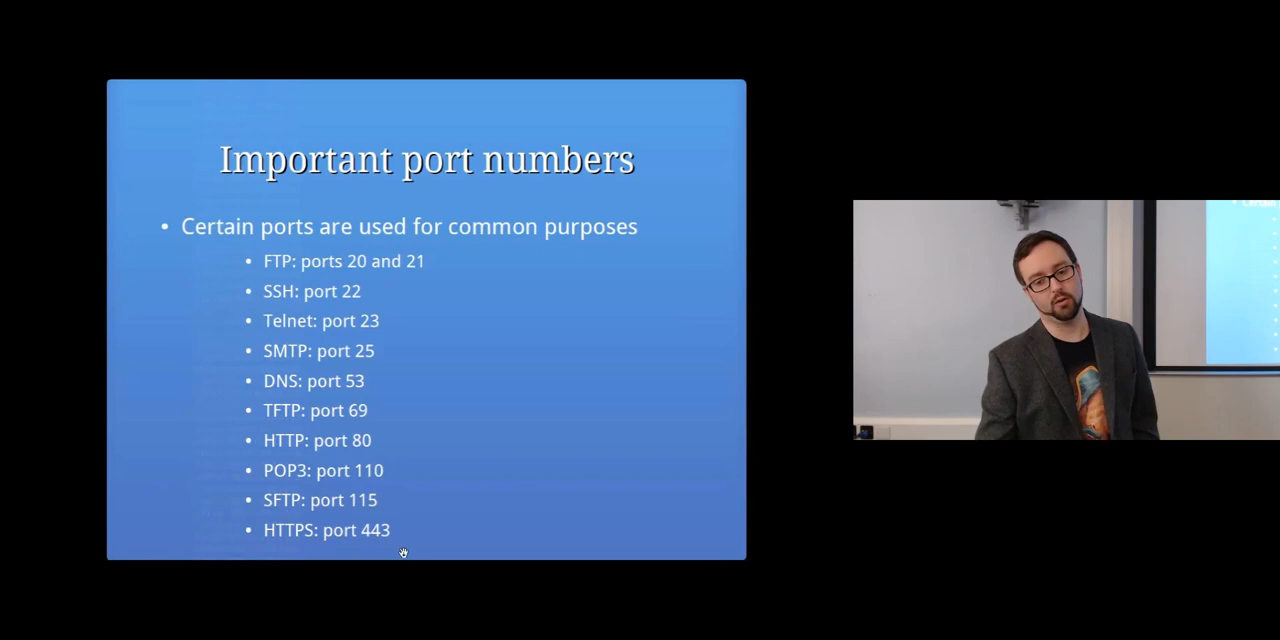 Important port numbers
• Certain ports are used for common purposes
• FTP: ports 20 and 21
• SSH: port 22
• Telnet: port 23
• SMTP: port 25
• DNS: port 53
• TFTP: port 69
• HTTP: port 80
• POP3: port 110
• SFTP: port 115
• HTTPS: port 443